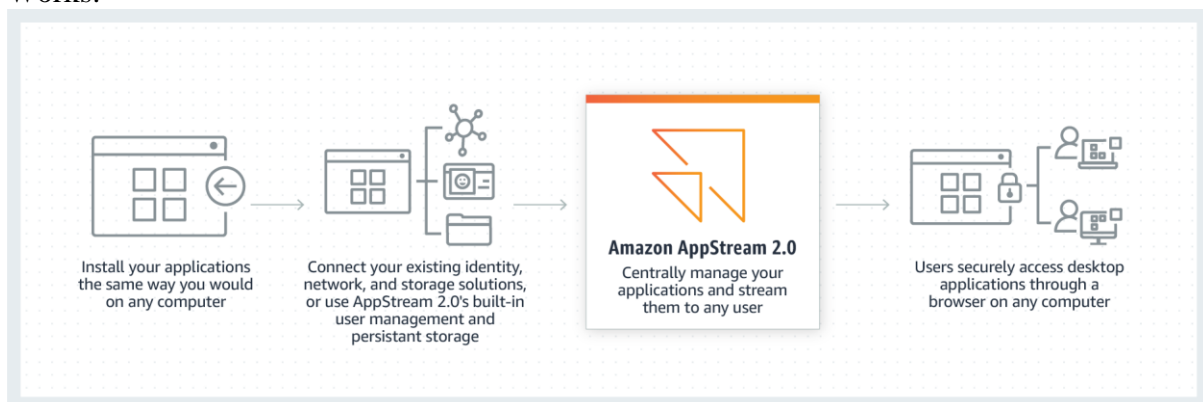 Install your applications
the same way you would
on any computer
Connect your existing identity,
network, and storage solutions,
or use AppStream 2.0's built-in
user management and
persistant storage
Amazon AppStream 2.0
Centrally manage your
applications and stream
them to any user
Users securely access desktop
applications through a
browser on any computer